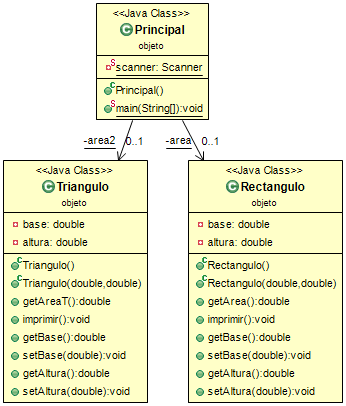 <<Java Class>>
Principal
objeto
scanner: Scanner
Principal()
main(String[]):void
-area2 0..1
-area 0..1
<<Java Class>>
Triangulo
objeto
base: double
altura: double
Triangulo()
Triangulo(double,double)
getAreaT():double
imprimir():void
getBase():double
setBase(double):void
getAltura():double
setAltura(double):void
<<Java Class>>
Rectangulo
objeto
base: double
altura: double
Rectangulo()
Rectangulo(double,double)
getArea():double
imprimir():void
getBase():double
setBase(double):void
getAltura():double
setAltura(double):void